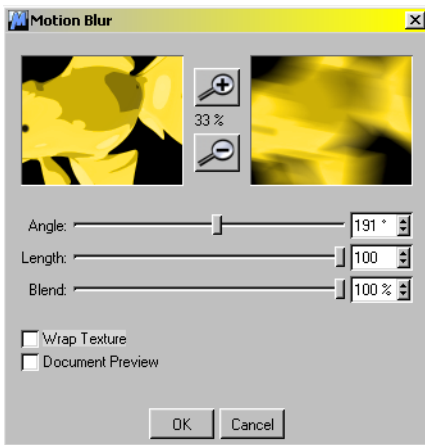 Motion Blur
33 %
Angle: 191 °
Length: 100
Blend: 100 %
Wrap Texture
Document Preview
OK Cancel